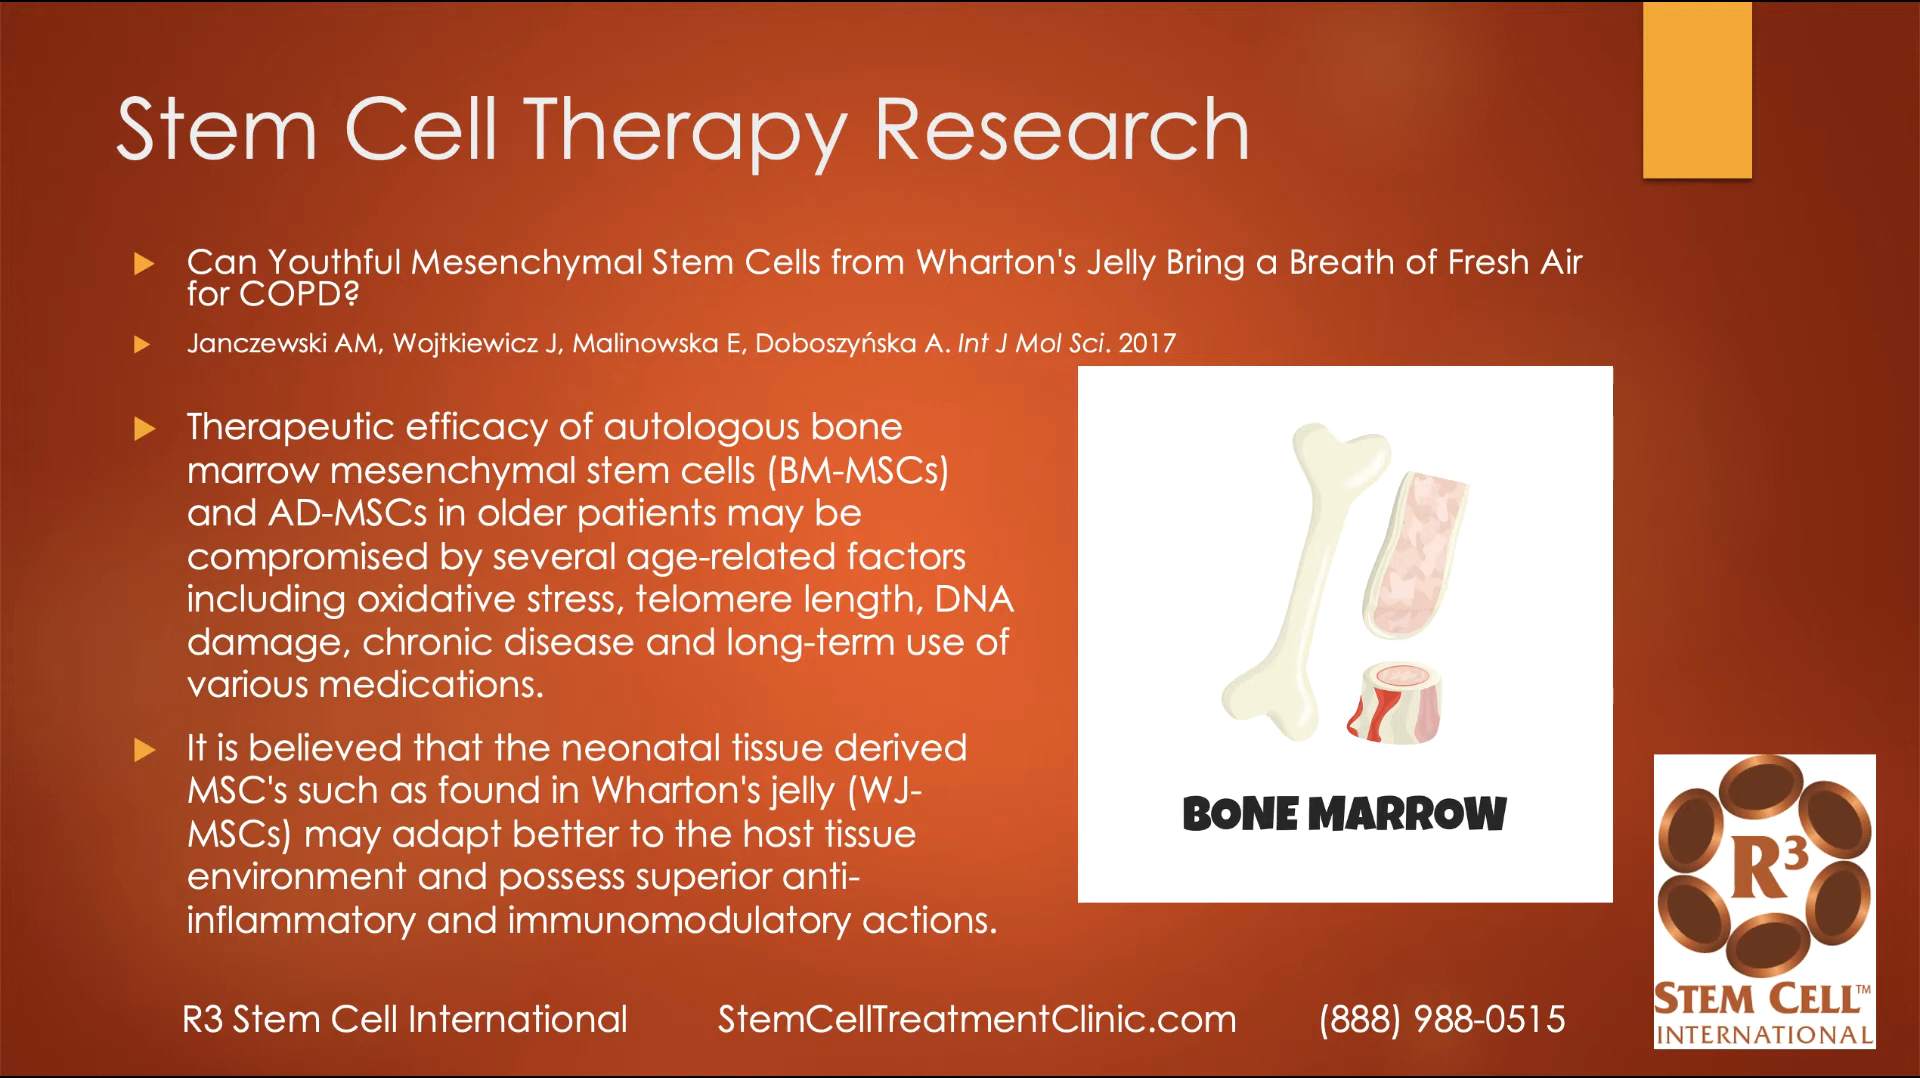 Stem Cell Therapy Research
Can Youthful Mesenchymal Stem Cells from Wharton's Jelly Bring a Breath of Fresh Air
for COPD?
Janczewski AM, Wojtkiewicz J, Malinowska E, Doboszyńska A. Int J Mol Sci. 2017
Therapeutic efficacy of autologous bone
marrow mesenchymal stem cells (BM-MSCs)
and AD-MSCs in older patients may be
compromised by several age-related factors
including oxidative stress, telomere length, DNA
damage, chronic disease and long-term use of
various medications.
It is believed that the neonatal tissue derived
MSC's such as found in Wharton's jelly (WJ-
MSCs) may adapt better to the host tissue
environment and possess superior anti-
inflammatory and immunomodulatory actions.
BONE MARROW
R3
STEM CELL™
INTERNATIONAL
R3 Stem Cell International StemCellTreatmentClinic.com (888) 988-0515